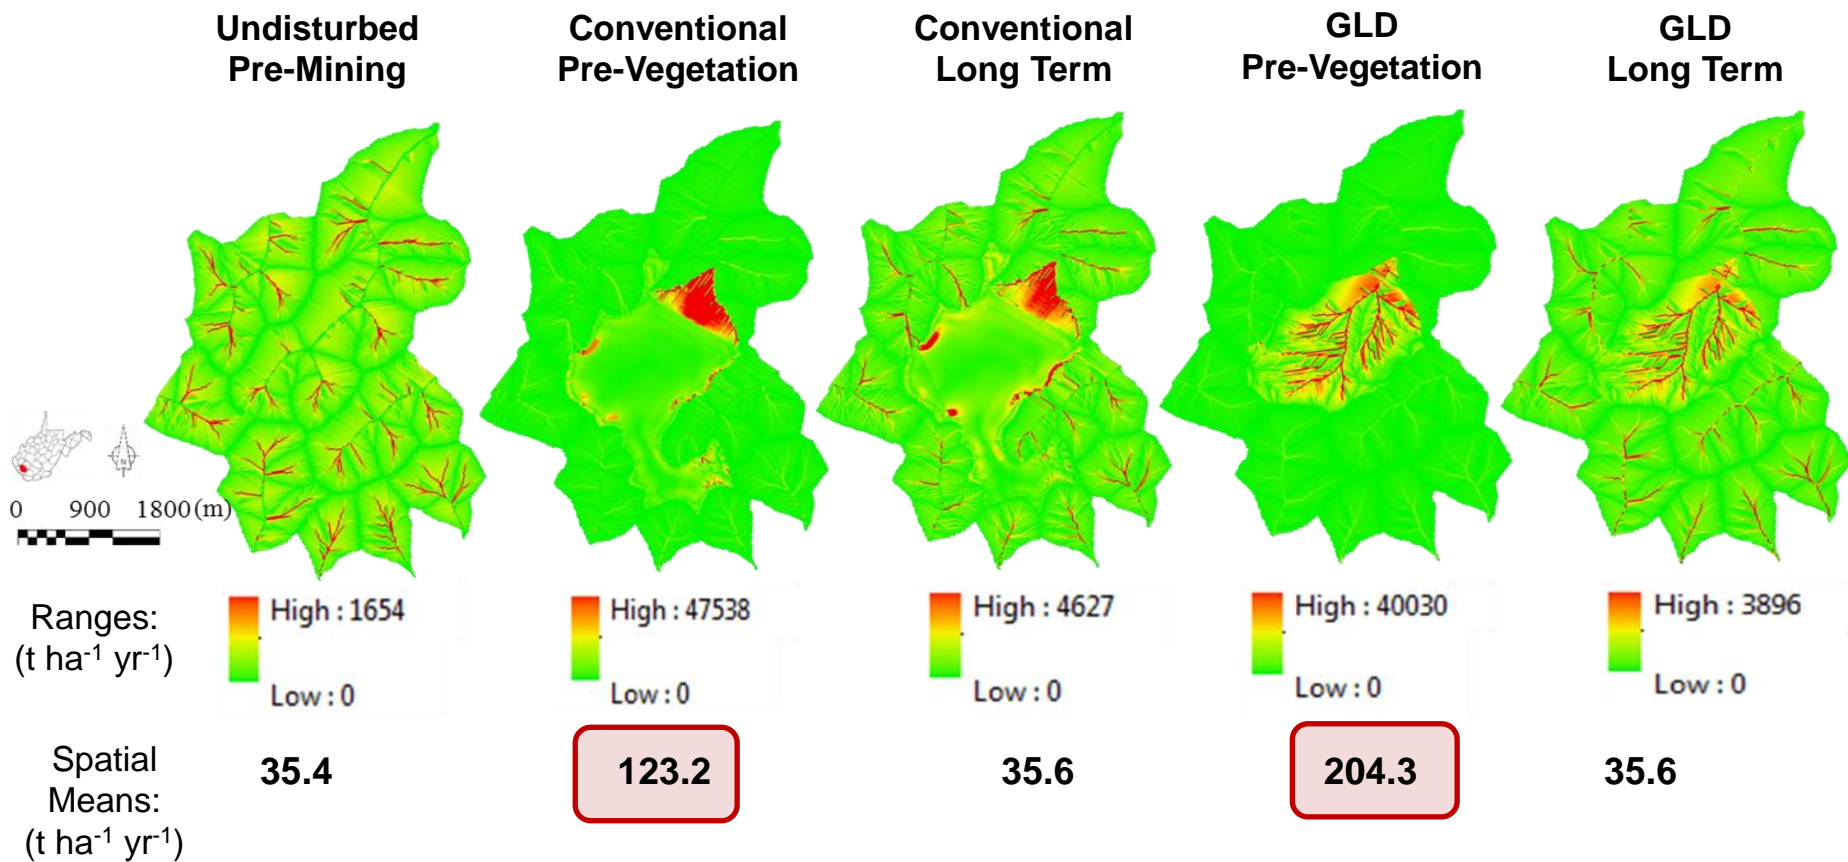 Undisturbed
Pre-Mining
Conventional
Pre-Vegetation
Conventional
Long Term
GLD
Pre-Vegetation
GLD
Long Term
N
0 900 1800 (m)
Ranges:
(t ha⁻¹ yr⁻¹)
High : 1654
Low : 0
High : 47538
Low : 0
High : 4627
Low : 0
High : 40030
Low : 0
High : 3896
Low : 0
Spatial
Means:
(t ha⁻¹ yr⁻¹)
35.4
123.2
35.6
204.3
35.6